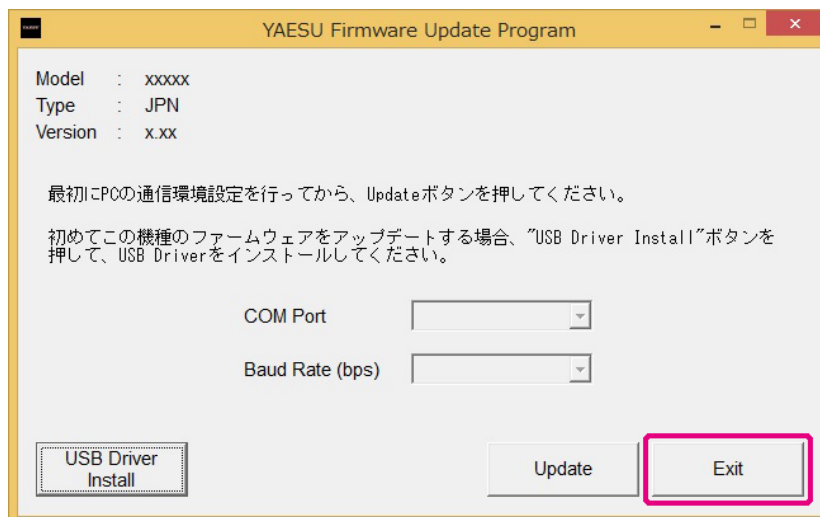 YAESU Firmware Update Program
Model : xxxxx
Type : JPN
Version : x.xx
最初にPCの通信環境設定を行ってから、Updateボタンを押してください。
初めてこの機種のファームウェアをアップデートする場合、"USB Driver Install"ボタンを
押して、USB Driverをインストールしてください。
COM Port
Baud Rate (bps)
USB Driver
Install
Update
Exit